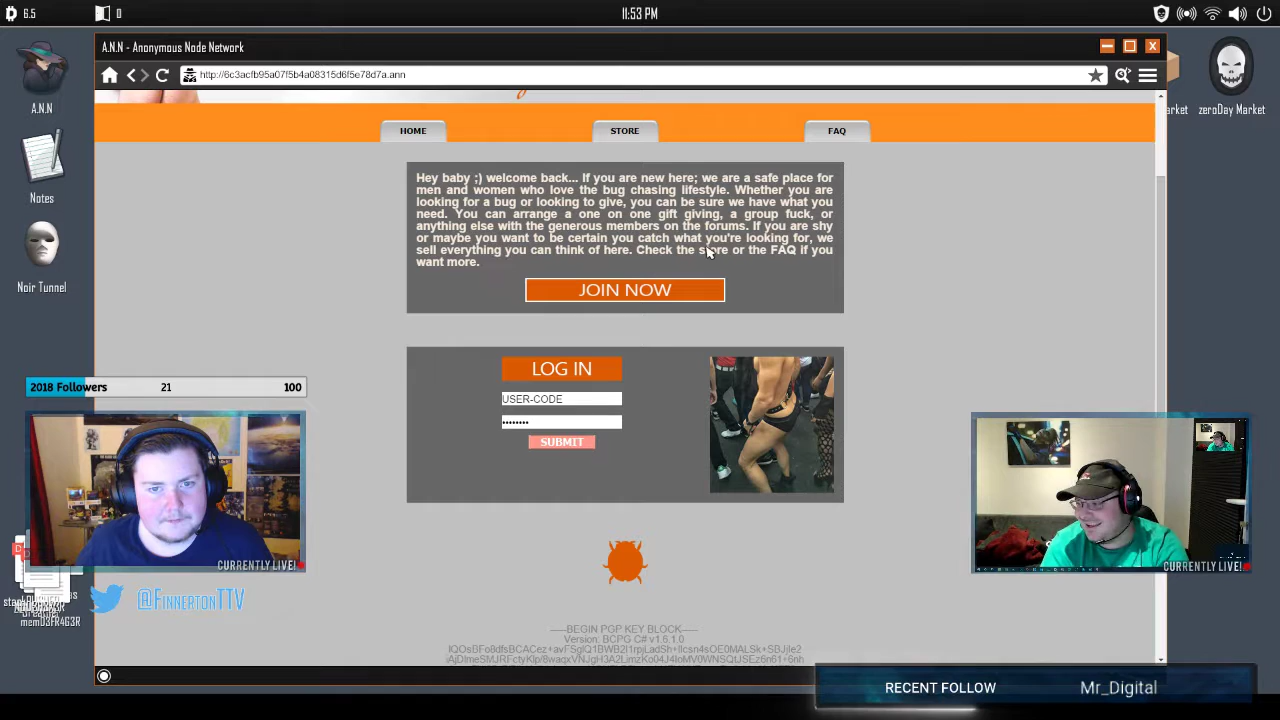 6.5
0
11:53 PM
A.N.N - Anonymous Node Network
http://6c3acfb95a07f5b4a08315d6f5e78d7a.ann
A.N.N
Notes
Noir Tunnel
zeroDay Market
HOME
STORE
FAQ
Hey baby ;) welcome back... If you are new here; we are a safe place for
men and women who love the bug chasing lifestyle. Whether you are
looking for a bug or looking to give, you can be sure we have what you
need. You can arrange a one on one gift giving, a group fuck, or
anything else with the generous members on the forums. If you are shy
or maybe you want to be certain you catch what you're looking for, we
sell everything you can think of here. Check the store or the FAQ if you
want more.
JOIN NOW
LOG IN
USER-CODE
SUBMIT
2018 Followers 21 100
CURRENTLY LIVE!
CURRENTLY LIVE!
@FINNERTONTTV
-----BEGIN PGP KEY BLOCK-----
Version: BCPG C# v1.6.1.0
RECENT FOLLOW Mr_Digital